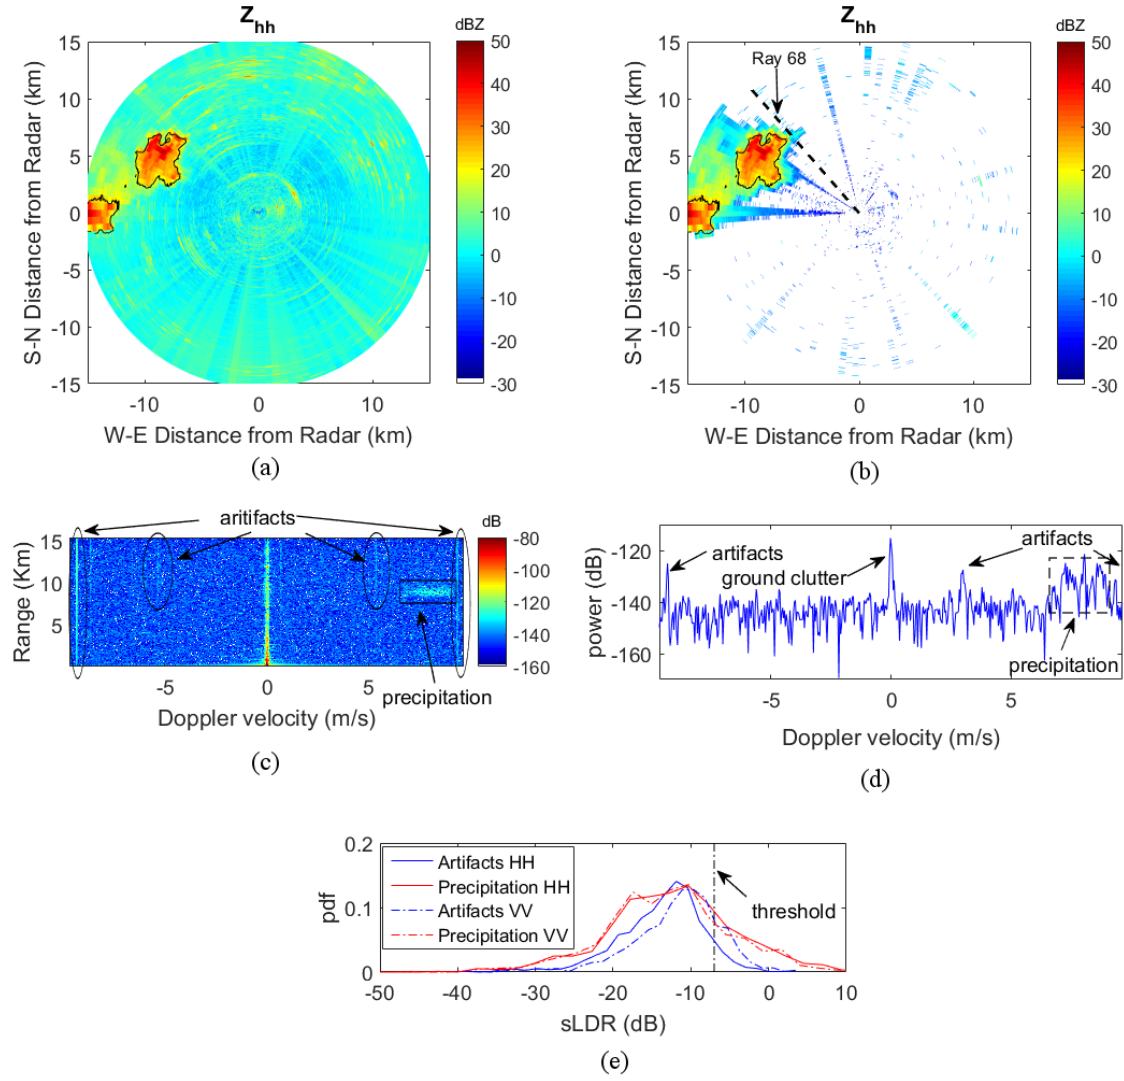 Z_hh
dBZ
S-N Distance from Radar (km)
15
10
5
0
-5
-10
-15
-10
0
10
W-E Distance from Radar (km)
50
40
30
20
10
0
-10
-20
-30
(a)
Z_hh
dBZ
Ray 68
S-N Distance from Radar (km)
15
10
5
0
-5
-10
-15
-10
0
10
W-E Distance from Radar (km)
50
40
30
20
10
0
-10
-20
-30
(b)
aritifacts
dB
Range (Km)
15
10
5
-80
-100
-120
-140
-160
precipitation
-5
0
5
Doppler velocity (m/s)
(c)
artifacts
artifacts
ground clutter
power (dB)
-120
-140
-160
precipitation
-5
0
5
Doppler velocity (m/s)
(d)
pdf
0.2
0.1
0
Artifacts HH
Precipitation HH
Artifacts VV
Precipitation VV
threshold
-50
-40
-30
-20
-10
0
10
sLDR (dB)
(e)